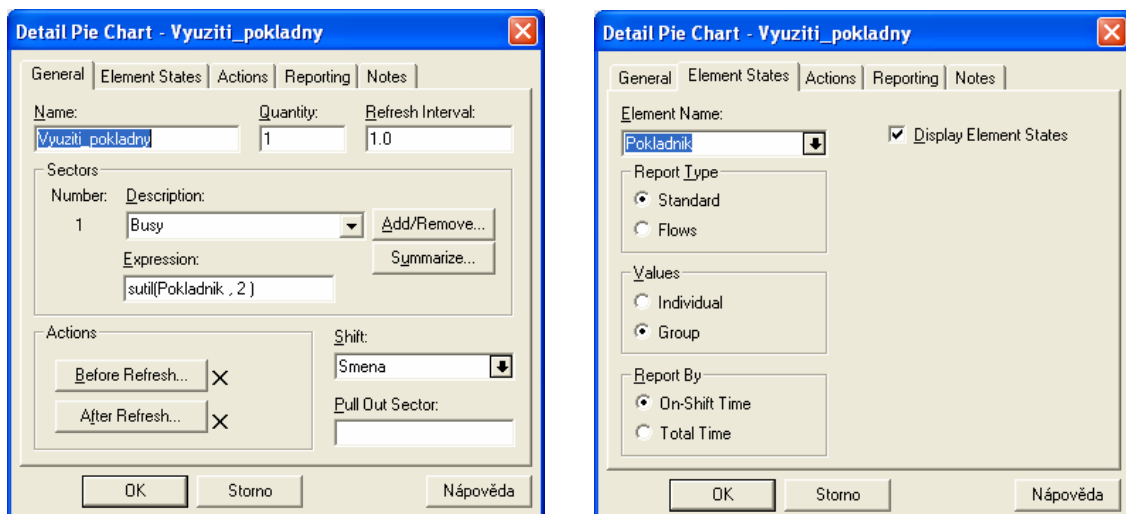 Detail Pie Chart - Vyuziti_pokladny
General Element States Actions Reporting Notes
Name: Quantity: Refresh Interval:
Vyuziti_pokladny 1 1.0
Sectors
Number: Description:
1 Busy Add/Remove...
Expression: Summarize...
sutil(Pokladnik , 2 )
Actions Shift:
Before Refresh... Smena
After Refresh... Pull Out Sector:
OK Storno Nápověda
Detail Pie Chart - Vyuziti_pokladny
General Element States Actions Reporting Notes
Element Name:
Pokladnik Display Element States
Report Type
Standard
Flows
Values
Individual
Group
Report By
On-Shift Time
Total Time
OK Storno Nápověda